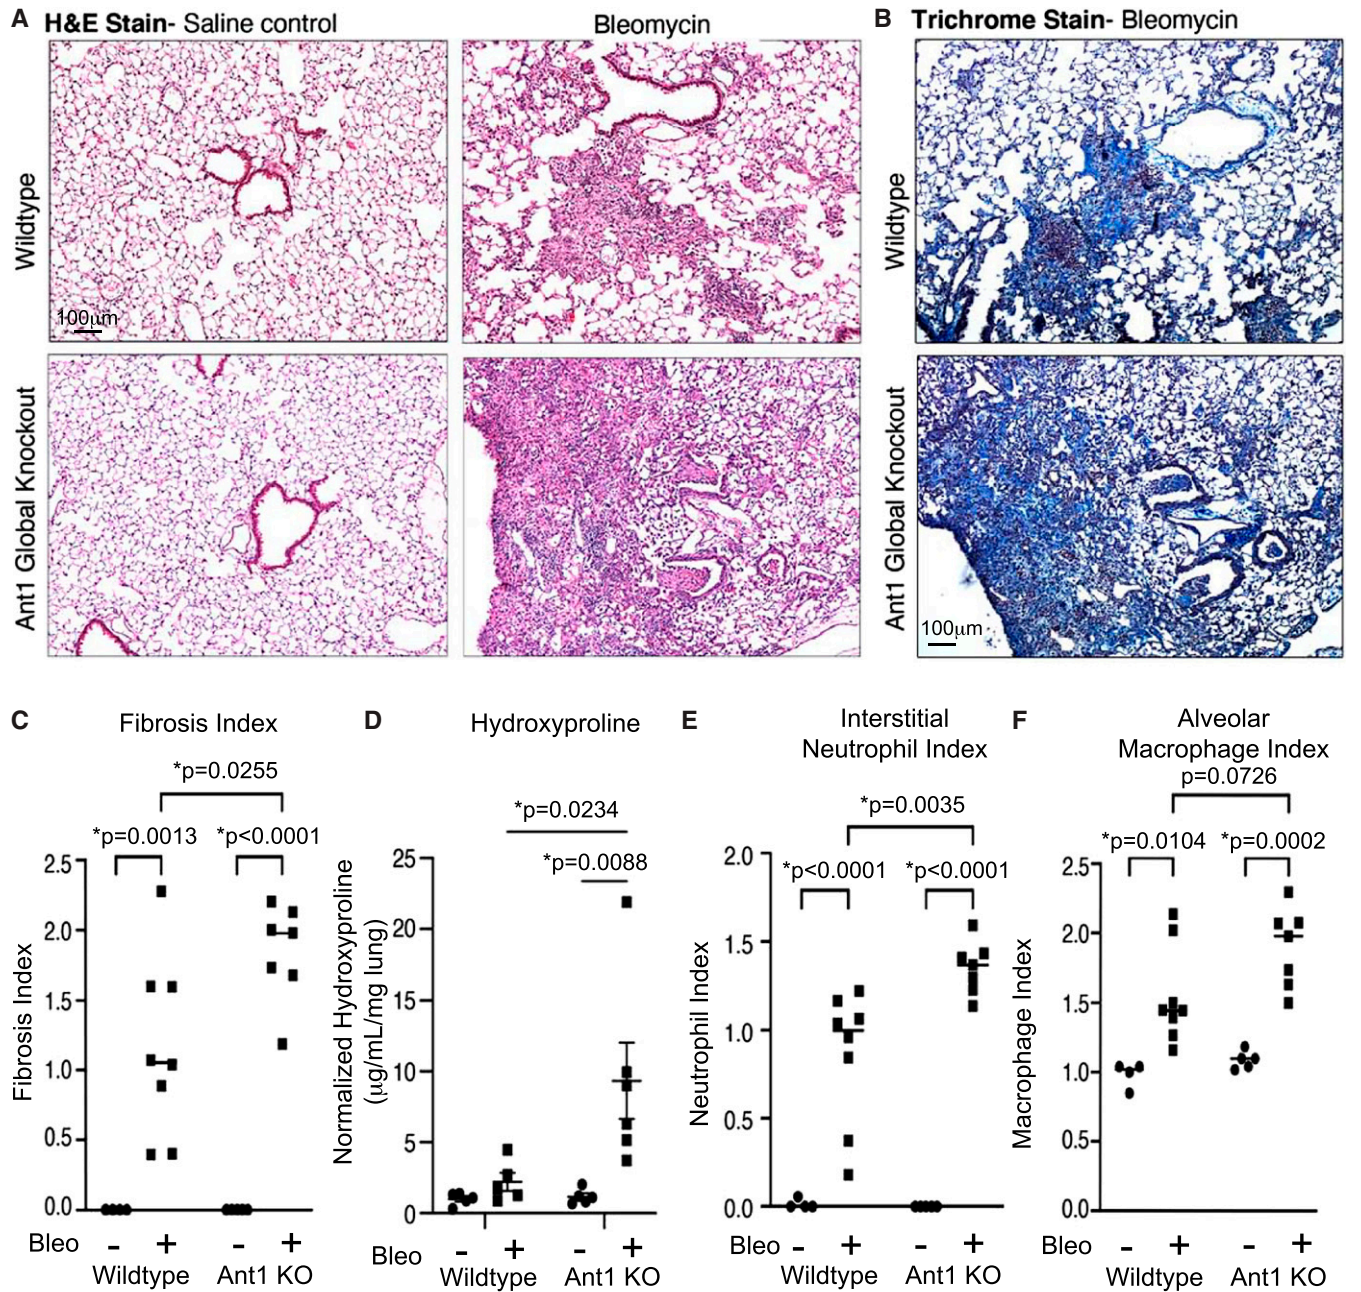 A H&E Stain- Saline control
Bleomycin
B Trichrome Stain- Bleomycin
Wildtype
100μm
Wildtype
Ant1 Global Knockout
Ant1 Global Knockout
100μm
C Fibrosis Index
*p=0.0255
*p=0.0013 *p<0.0001
Fibrosis Index
2.5
2.0
1.5
1.0
0.5
0.0
Bleo - + - +
Wildtype Ant1 KO
D Hydroxyproline
*p=0.0234
*p=0.0088
Normalized Hydroxyproline
(μg/mL/mg lung)
25
20
15
10
5
0
Bleo - + - +
Wildtype Ant1 KO
E Interstitial
Neutrophil Index
*p=0.0035
*p<0.0001 *p<0.0001
Neutrophil Index
2.0
1.5
1.0
0.5
0.0
Bleo - + - +
Wildtype Ant1 KO
F Alveolar
Macrophage Index
p=0.0726
*p=0.0104 *p=0.0002
Macrophage Index
2.5
2.0
1.5
1.0
0.5
0.0
Bleo - + - +
Wildtype Ant1 KO